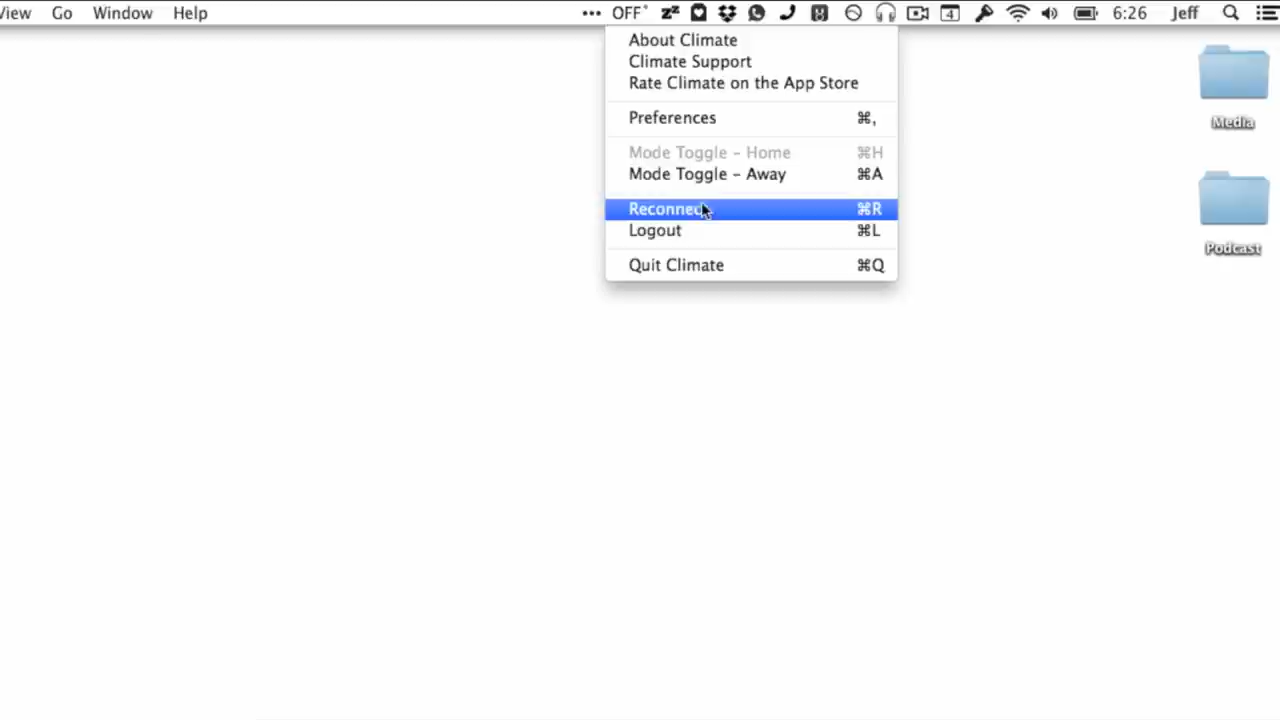 View Go Window Help ••• OFF° 4 6:26 Jeff
About Climate
Climate Support
Rate Climate on the App Store
Preferences ⌘,
Mode Toggle - Home ⌘H
Mode Toggle - Away ⌘A
Reconnect ⌘R
Logout ⌘L
Quit Climate ⌘Q
Media
Podcast